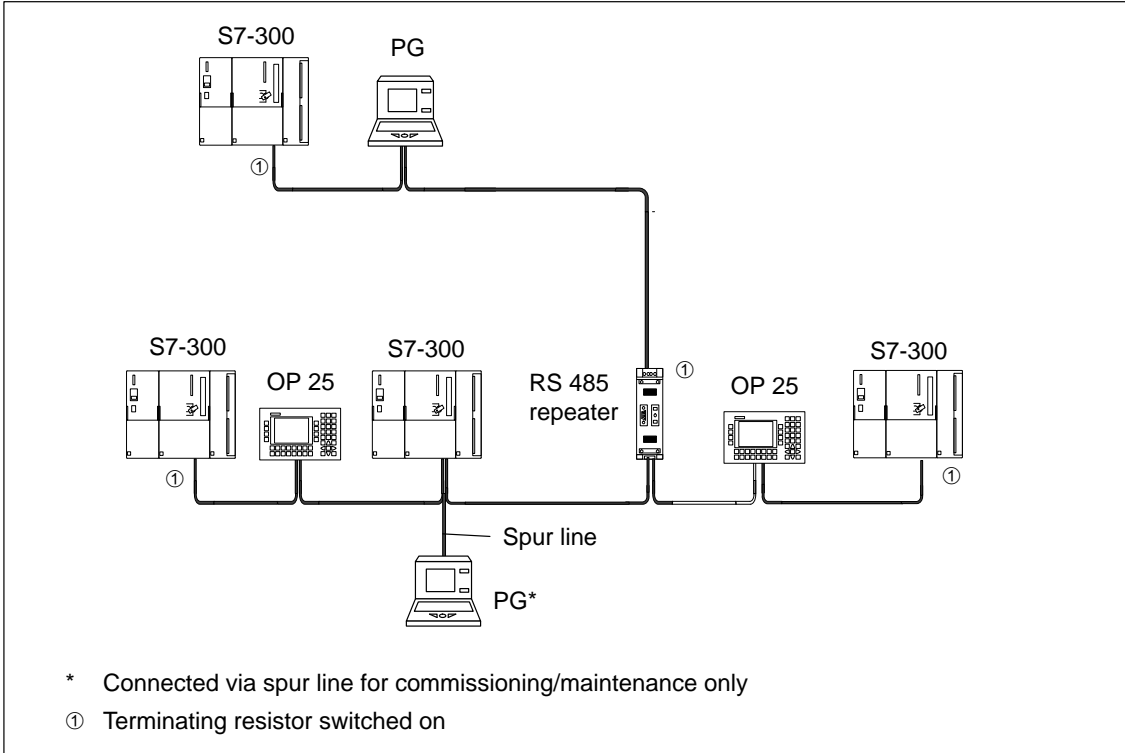 S7-300
PG
①
S7-300
OP 25
S7-300
RS 485
repeater
①
OP 25
S7-300
①
①
Spur line
PG*
* Connected via spur line for commissioning/maintenance only
① Terminating resistor switched on